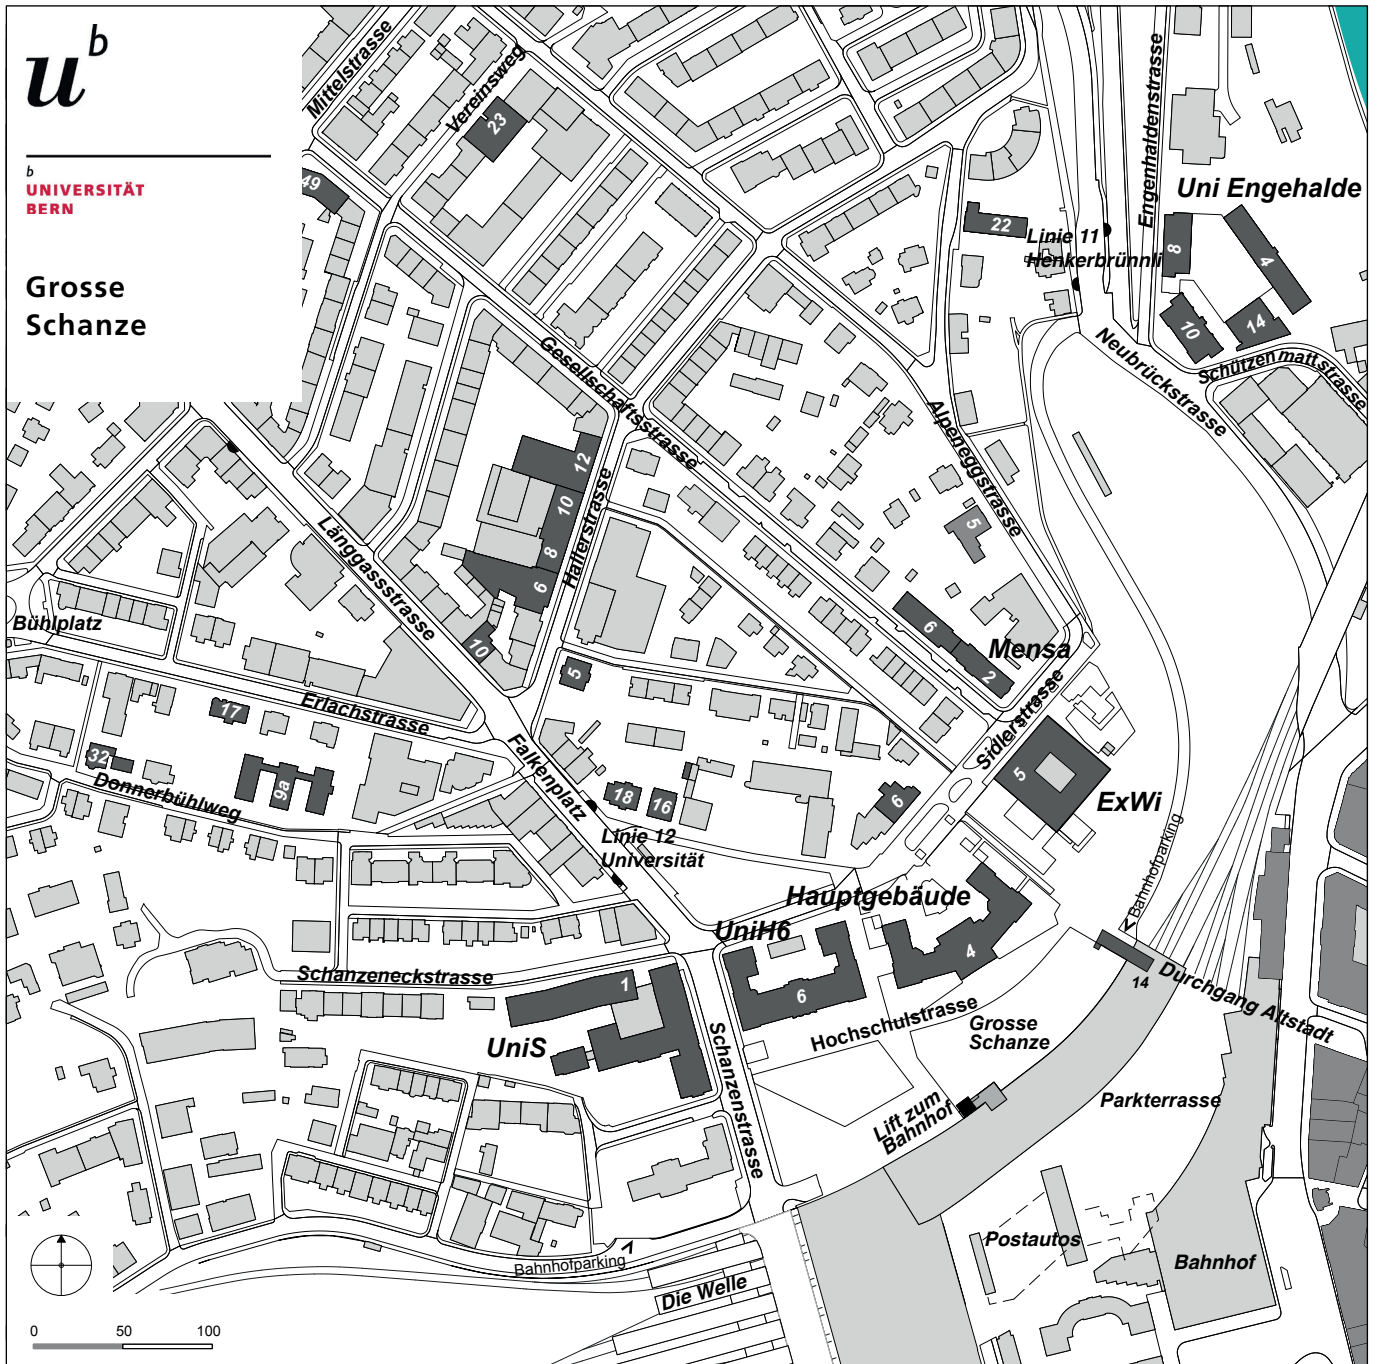 u^b
b
UNIVERSITÄT
BERN
Grosse
Schanze
Mittelstrasse
Vereinsweg
23
49
Engenhaldenstrasse
Uni Engehalde
22
Linie 11
Henkerbrünnli
8
4
10
14
Neubrückstrasse
Schützenmattstrasse
Gesellschaftsstrasse
Alpeneggstrasse
12
10
8
6
Hallerstrasse
5
Länggassstrasse
Bühlplatz
10
6
2
Mensa
5
Sidlerstrasse
Erlachstrasse
17
32
9a
Donnerbühlweg
Falkenplatz
18
16
6
5
ExWi
Linie 12
Universität
Bahnhofparking
Hauptgebäude
UniH6
4
6
14
Durchgang Altstadt
Schanzeneckstrasse
1
UniS
Hochschulstrasse
Grosse
Schanze
Schanzenstrasse
Lift zum
Bahnhof
Parkterrasse
Postautos
Bahnhof
Bahnhofparking
Die Welle
0 50 100